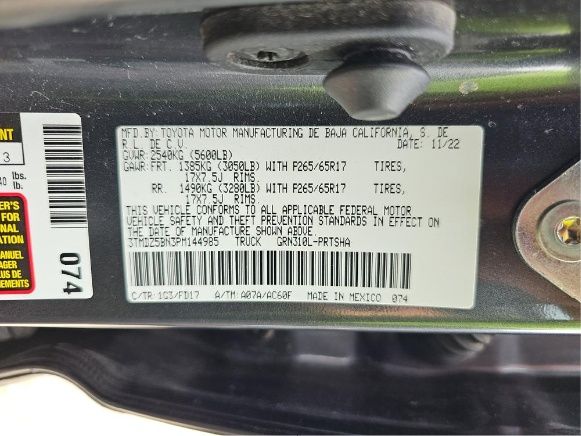 MFD.BY:TOYOTA MOTOR MANUFACTURING DE BAJA CALIFORNIA, S. DE
R.L. DE C.V. DATE: 11/22
GVWR: 2540KG (5600LB)
GAWR:FRT. 1385KG (3050LB) WITH P265/65R17 TIRES,
17X7.5J RIMS.
RR. 1490KG (3280LB) WITH P265/65R17 TIRES,
17X7.5J RIMS.
THIS VEHICLE CONFORMS TO ALL APPLICABLE FEDERAL MOTOR
VEHICLE SAFETY AND THEFT PREVENTION STANDARDS IN EFFECT ON
THE DATE OF MANUFACTURE SHOWN ABOVE.
3TMDZ5BN3PM144985 TRUCK GRN310L-PRTSHA
C/TR:1G3/FD17 A/TM:A07A/AC60F MADE IN MEXICO 074
3
lbs.
lb.
074